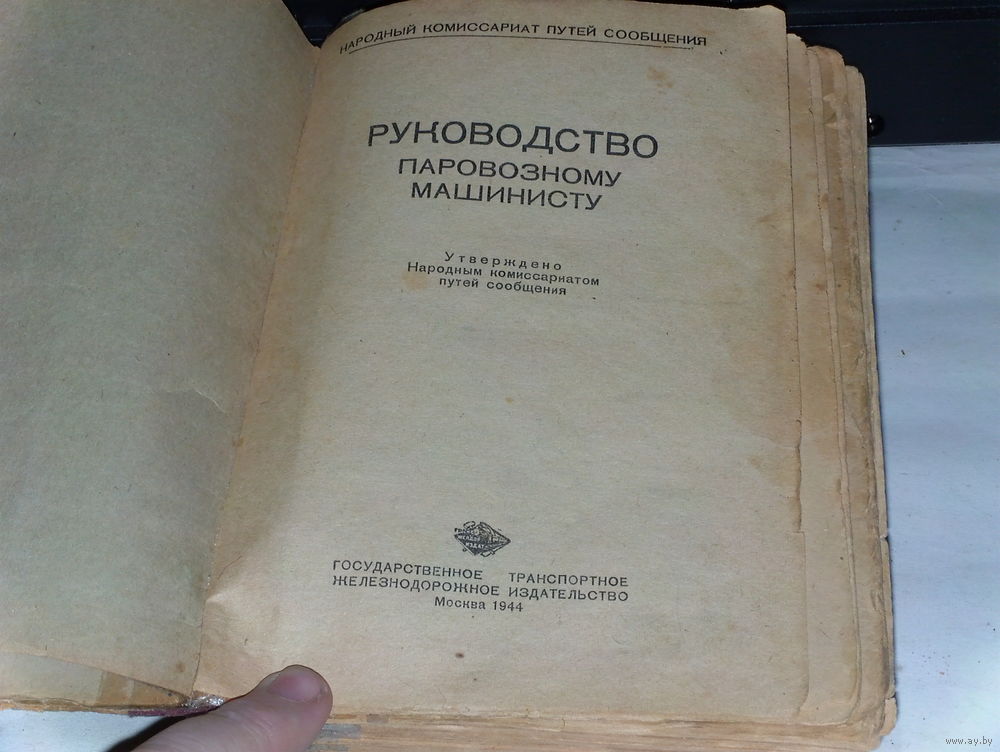 НАРОДНЫЙ КОМИССАРИАТ ПУТЕЙ СООБЩЕНИЯ
РУКОВОДСТВО
ПАРОВОЗНОМУ
МАШИНИСТУ
Утверждено
Народным комиссариатом
путей сообщения
ГОСУДАРСТВЕННОЕ ТРАНСПОРТНОЕ
ЖЕЛЕЗНОДОРОЖНОЕ ИЗДАТЕЛЬСТВО
Москва 1944
www.ay.by